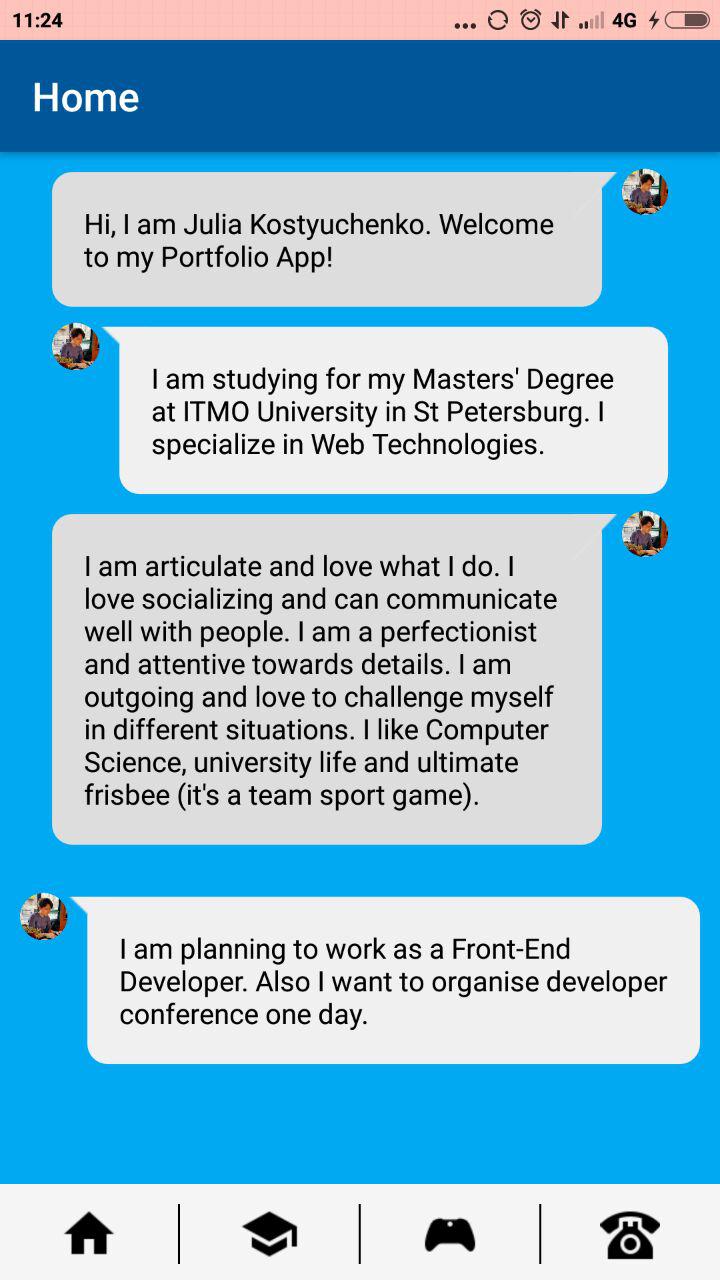 11:24
... 4G
Home
Hi, I am Julia Kostyuchenko. Welcome
to my Portfolio App!
I am studying for my Masters' Degree
at ITMO University in St Petersburg. I
specialize in Web Technologies.
I am articulate and love what I do. I
love socializing and can communicate
well with people. I am a perfectionist
and attentive towards details. I am
outgoing and love to challenge myself
in different situations. I like Computer
Science, university life and ultimate
frisbee (it's a team sport game).
I am planning to work as a Front-End
Developer. Also I want to organise developer
conference one day.